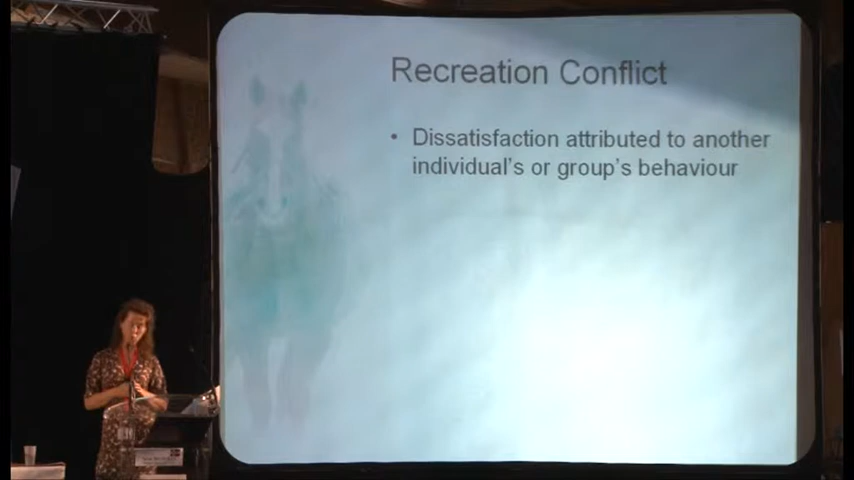 Recreation Conflict
• Dissatisfaction attributed to another
individual's or group's behaviour